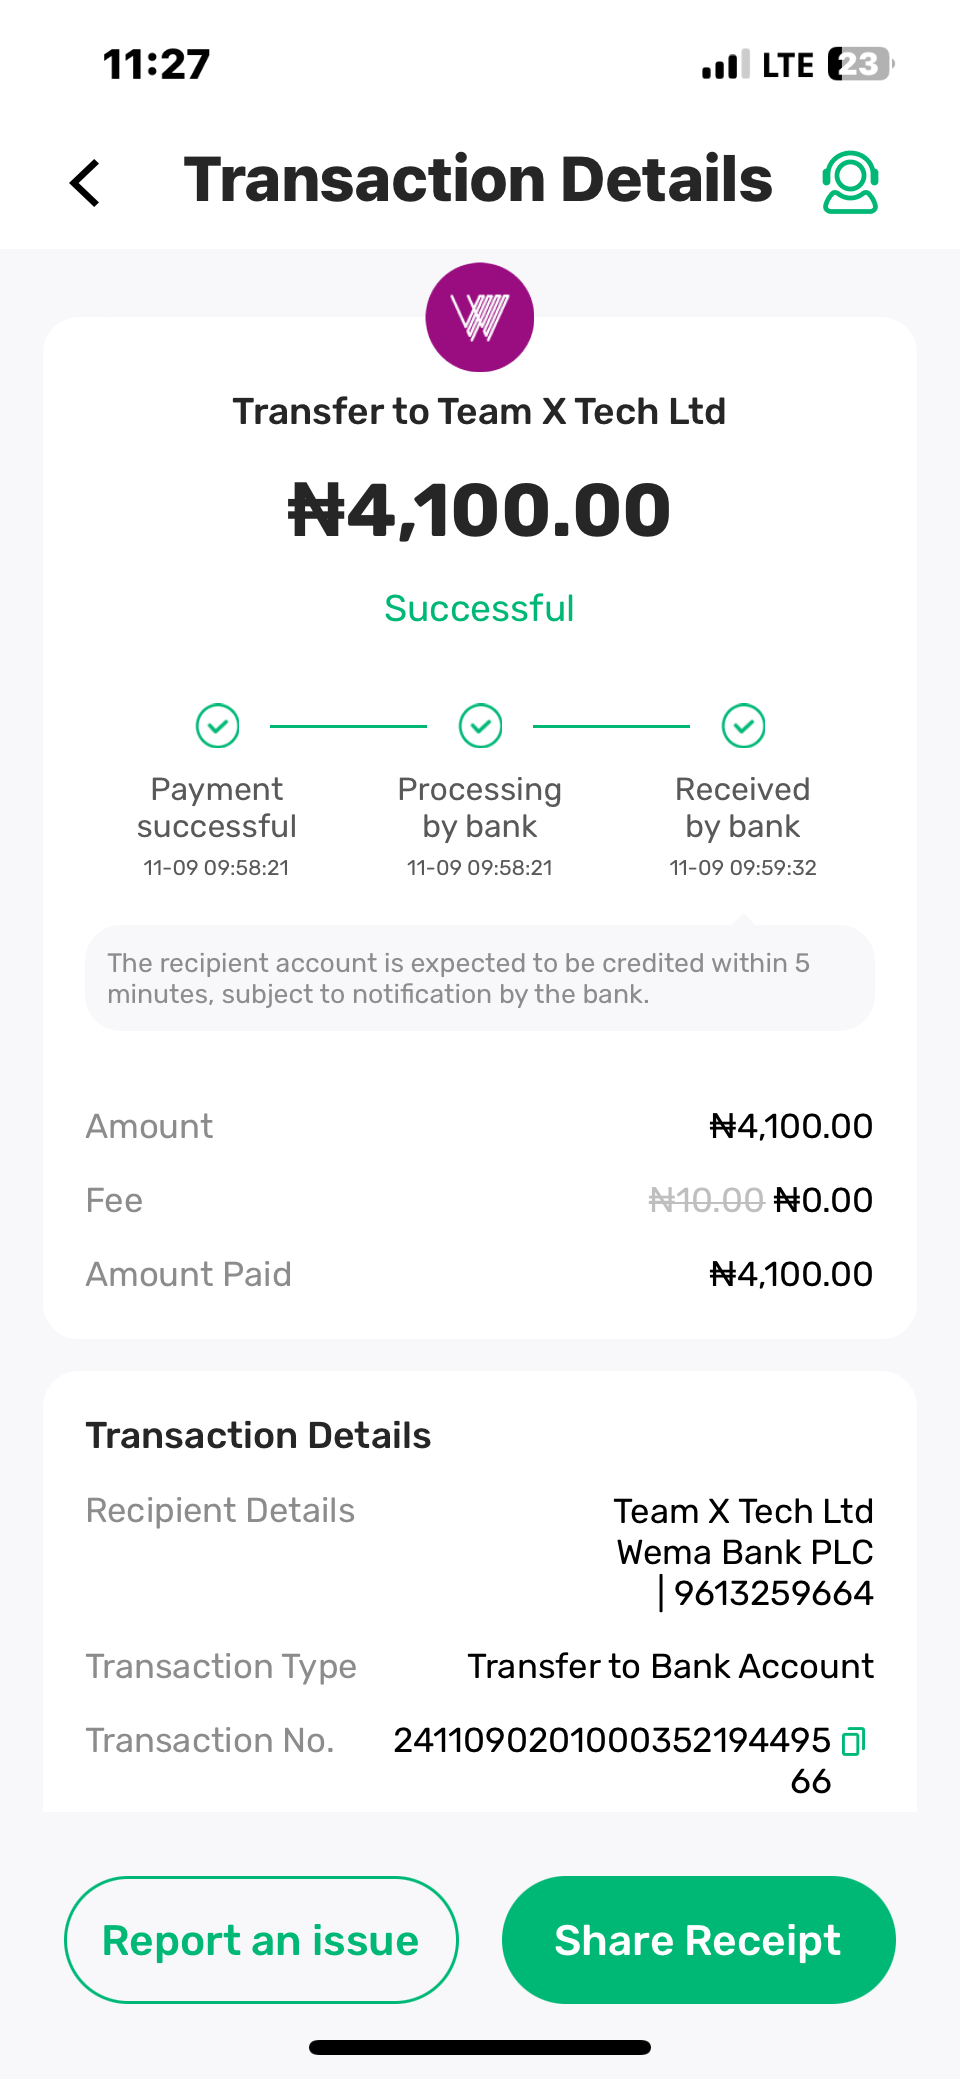 11:27
LTE 23
Transaction Details
Transfer to Team X Tech Ltd
₦4,100.00
Successful
Payment successful
11-09 09:58:21
Processing by bank
11-09 09:58:21
Received by bank
11-09 09:59:32
The recipient account is expected to be credited within 5
minutes, subject to notification by the bank.
Amount ₦4,100.00
Fee ₦10.00 ₦0.00
Amount Paid ₦4,100.00
Transaction Details
Recipient Details Team X Tech Ltd
Wema Bank PLC
| 9613259664
Transaction Type Transfer to Bank Account
Transaction No. 24110902010003521944​95
66
Report an issue
Share Receipt